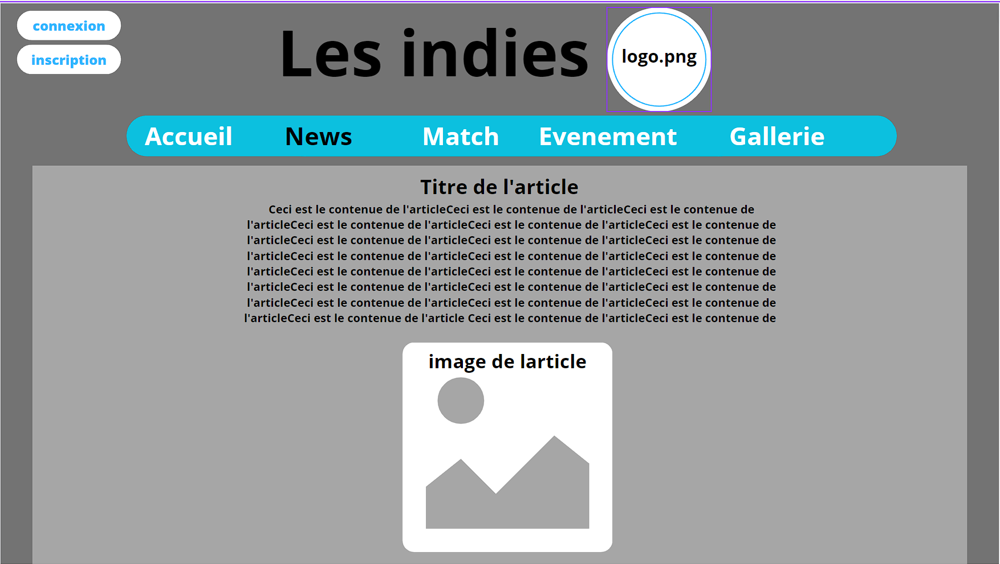 connexion
inscription
Les indies
logo.png
Accueil News Match Evenement Gallerie
Titre de l'article
Ceci est le contenue de l'articleCeci est le contenue de l'articleCeci est le contenue de
l'articleCeci est le contenue de l'articleCeci est le contenue de l'articleCeci est le contenue de
l'articleCeci est le contenue de l'articleCeci est le contenue de l'articleCeci est le contenue de
l'articleCeci est le contenue de l'articleCeci est le contenue de l'articleCeci est le contenue de
l'articleCeci est le contenue de l'articleCeci est le contenue de l'articleCeci est le contenue de
l'articleCeci est le contenue de l'articleCeci est le contenue de l'articleCeci est le contenue de
l'articleCeci est le contenue de l'articleCeci est le contenue de l'articleCeci est le contenue de
l'articleCeci est le contenue de l'article Ceci est le contenue de l'articleCeci est le contenue de
image de larticle